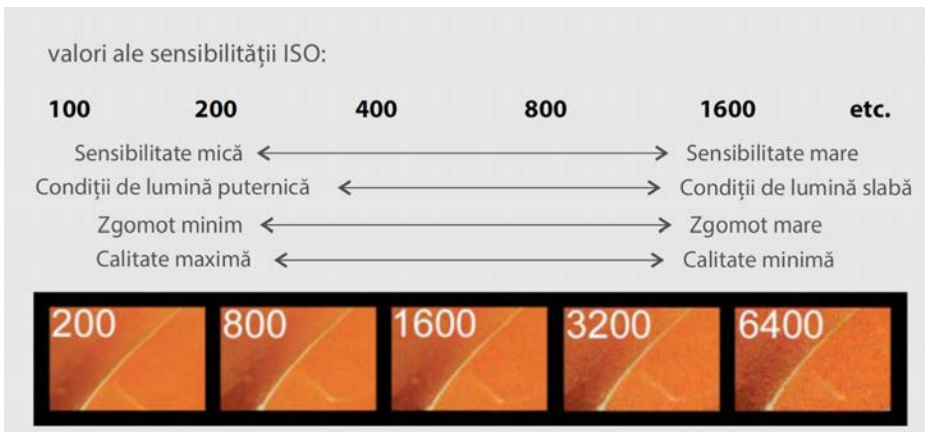 valori ale sensibilității ISO:
100 200 400 800 1600 etc.
Sensibilitate mică Sensibilitate mare
Condiții de lumină puternică Condiții de lumină slabă
Zgomot minim Zgomot mare
Calitate maximă Calitate minimă
200 800 1600 3200 6400